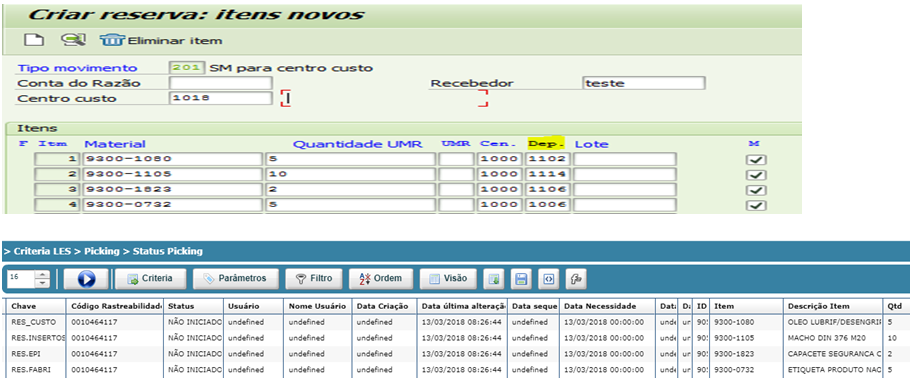 Criar reserva: itens novos
Eliminar item
Tipo movimento 201 SM para centro custo
Conta do Razão Recebedor teste
Centro custo 1018
Itens
F Itm Material Quantidade UMR UMR Cen. Dep. Lote M
1 9300-1080 5 1000 1102
2 9300-1105 10 1000 1114
3 9300-1823 2 1000 1106
4 9300-0732 5 1000 1006
> Criteria LES > Picking > Status Picking
16 Criteria Parâmetros Filtro Ordem Visão
Chave Código Rastreabilidad Status Usuário Nome Usuário Data Criação Data última alteraçã Data seque Data Necessidade Dat D ID Item Descrição Item Qtd
RES_CUSTO 0010464117 NÃO INICIADO undefined undefined undefined 13/03/2018 08:26:44 undefined 13/03/2018 00:00:00 unde ur 90 9300-1080 OLEO LUBRIF/DESENGRI 5
RES.INSERTOS 0010464117 NÃO INICIADO undefined undefined undefined 13/03/2018 08:26:44 undefined 13/03/2018 00:00:00 unde ur 90 9300-1105 MACHO DIN 376 M20 10
RES.EPI 0010464117 NÃO INICIADO undefined undefined undefined 13/03/2018 08:26:44 undefined 13/03/2018 00:00:00 unde ur 90 9300-1823 CAPACETE SEGURANCA C 2
RES.FABRI 0010464117 NÃO INICIADO undefined undefined undefined 13/03/2018 08:26:44 undefined 13/03/2018 00:00:00 unde ur 90 9300-0732 ETIQUETA PRODUTO NAC 5